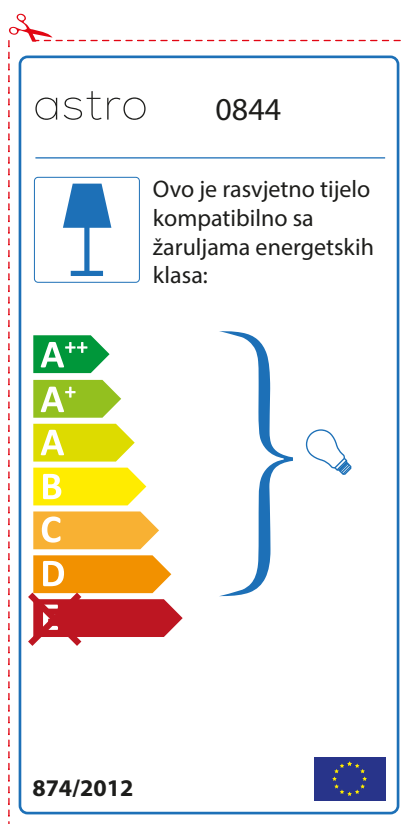 astro 0844
Ovo je rasvjetno tijelo
kompatibilno sa
žaruljama energetskih
klasa:
A++
A+
A
B
C
D
E
874/2012